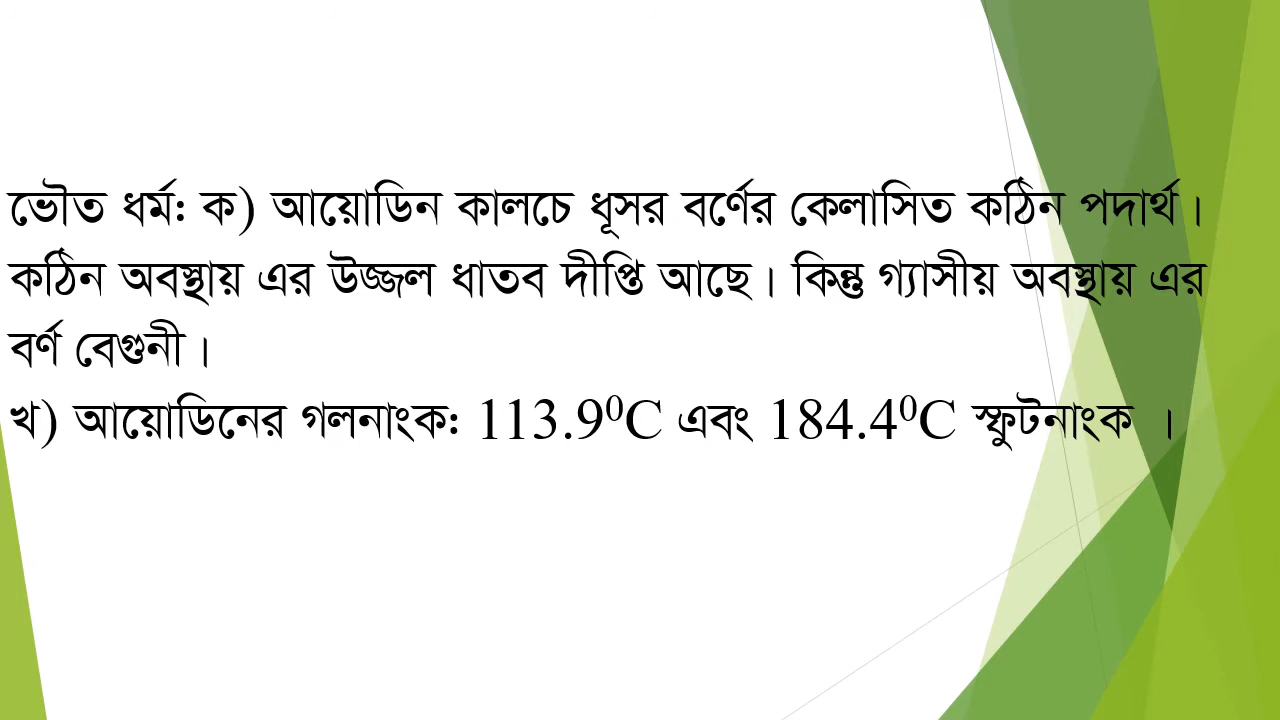 ভৌত ধর্ম: ক) আয়োডিন কালচে ধূসর বর্ণের কেলাসিত কঠিন পদার্থ।
কঠিন অবস্থায় এর উজ্জল ধাতব দীপ্তি আছে। কিন্তু গ্যাসীয় অবস্থায় এর
বর্ণ বেগুনী।
খ) আয়োডিনের গলনাংক: 113.9⁰C এবং 184.4⁰C স্ফুটনাংক ।